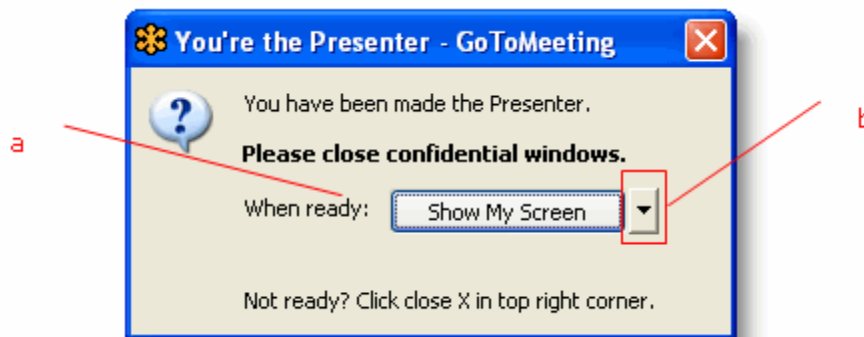 You're the Presenter - GoToMeeting
You have been made the Presenter.
Please close confidential windows.
a
b
When ready: Show My Screen
Not ready? Click close X in top right corner.